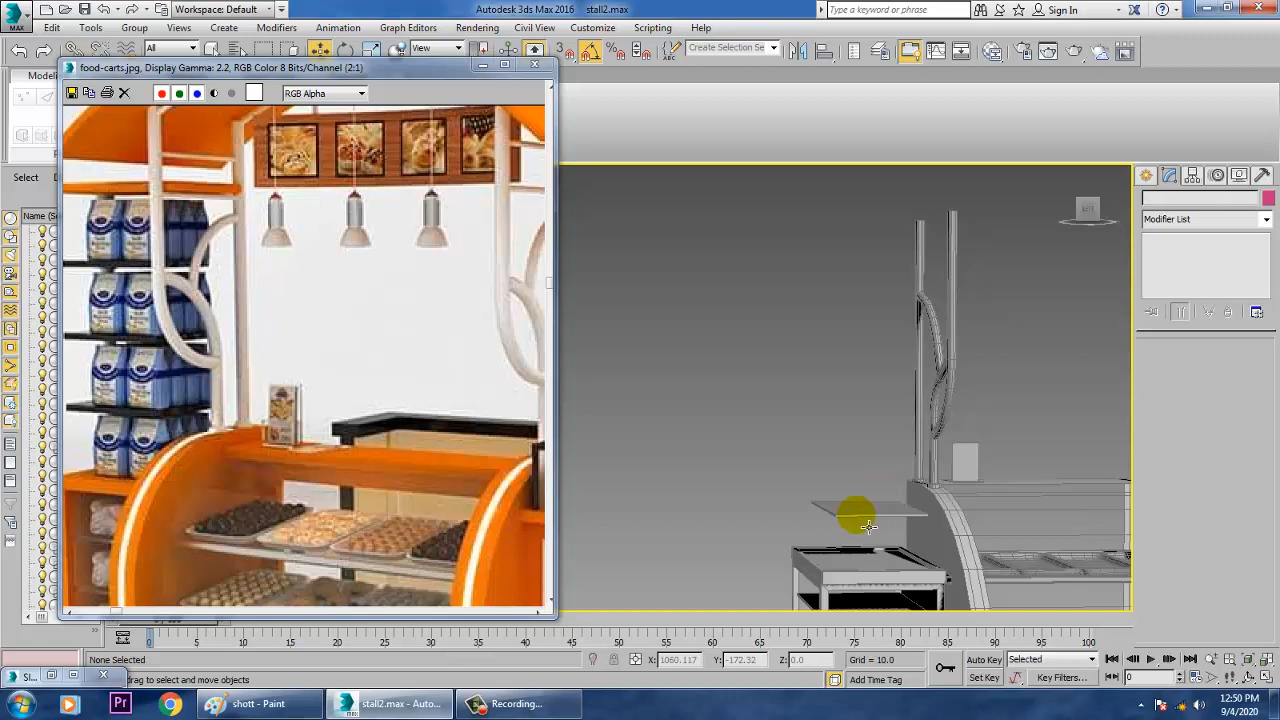 MAX
Workspace: Default
Autodesk 3ds Max 2016
stall2.max
Type a keyword or phrase
Sign In
Edit
Tools
Group
Views
Create
Modifiers
Animation
Graph Editors
Rendering
Civil View
Customize
Scripting
Help
All
View
Create Selection Se
food-carts.jpg, Display Gamma: 2.2, RGB Color 8 Bits/Channel (2:1)
Model
RGB Alpha
Select
Name (So
Modifier List
0
5
10
15
20
25
30
35
40
45
50
55
60
65
70
75
80
85
90
95
100
None Selected
X: 1060.117
Y: -172.32
Z: 0.0
Grid = 10.0
Auto Key
Selected
drag to select and move objects
Add Time Tag
Set Key
Key Filters...
0
shott - Paint
stall2.max - Auto...
Recording...
12:50 PM
9/4/2020